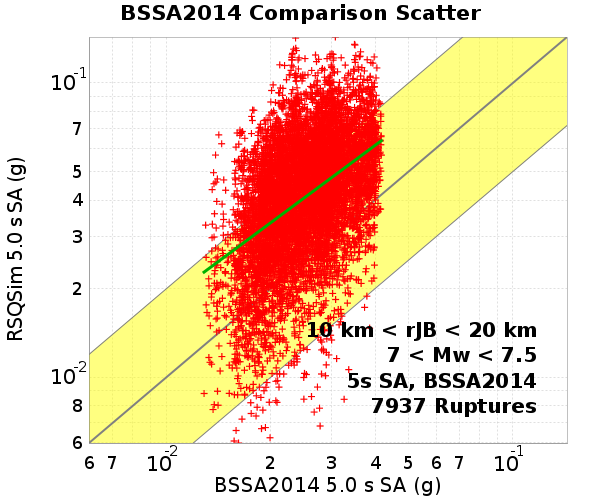 BSSA2014 Comparison Scatter
RSQSim 5.0 s SA (g)
10^-1
7
5
4
3
2
10^-2
8
6
10 km < rJB < 20 km
7 < Mw < 7.5
5s SA, BSSA2014
7937 Ruptures
6 7 10^-2 2 3 4 5 6 7 10^-1
BSSA2014 5.0 s SA (g)